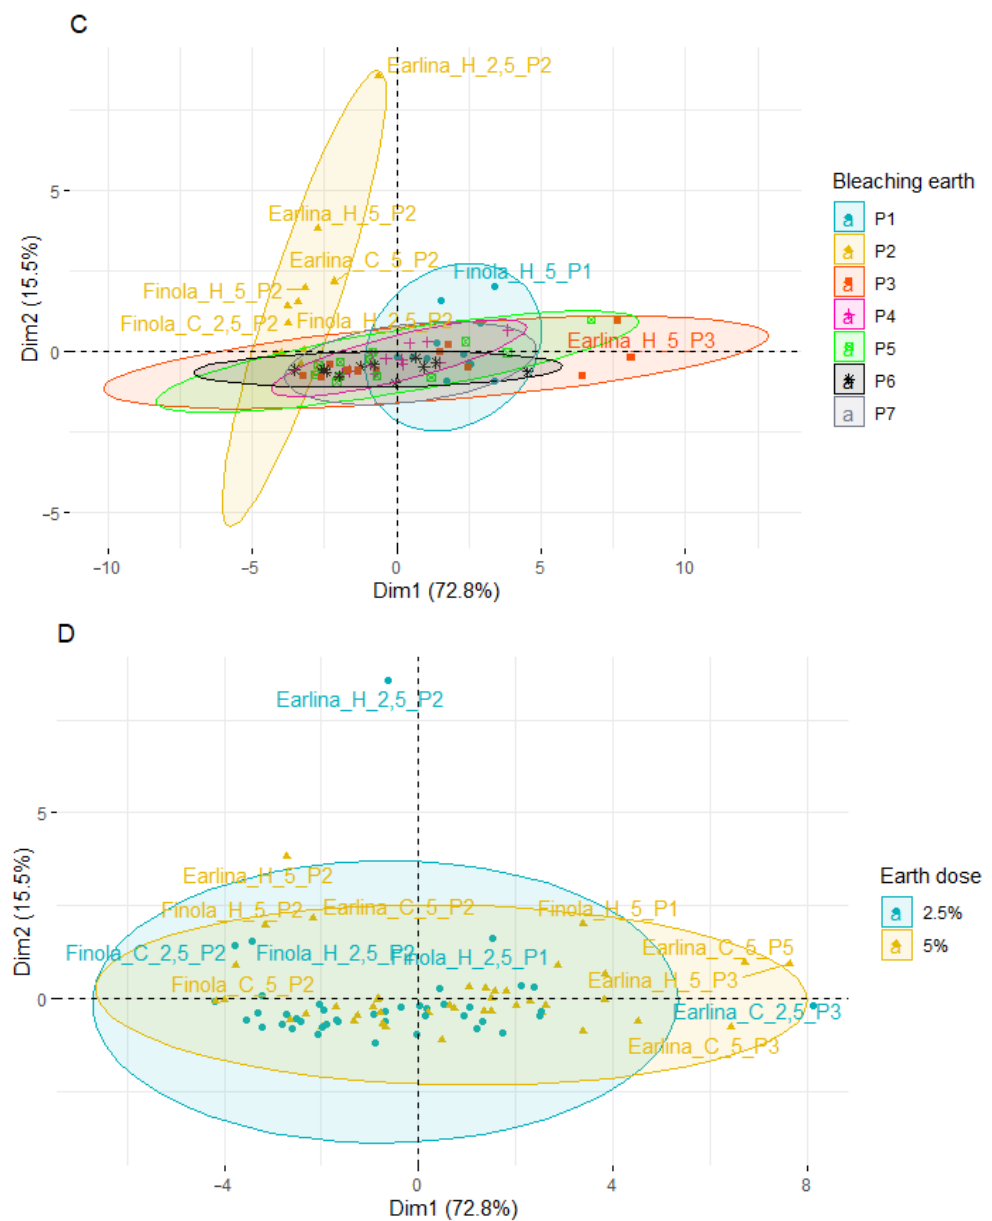 C
Earlina_H_2,5_P2
Earlina_H_5_P2
Earlina_C_5_P2
Finola_H_5_P1
Finola_H_5_P2
Finola_C_2,5_P2
Finola_H_2,5_P2
Earlina_H_5_P3
5
0
−5
−10
−5
0
5
10
Dim1 (72.8%)
Dim2 (15.5%)
Bleaching earth
a P1
a P2
a P3
a P4
a P5
a P6
a P7
D
Earlina_H_2,5_P2
Earlina_H_5_P2
Finola_H_5_P2
Earlina_C_5_P2
Finola_H_5_P1
Finola_C_2,5_P2
Finola_H_2,5_P2
Finola_H_2,5_P1
Earlina_C_5_P5
Finola_C_5_P2
Earlina_H_5_P3
Earlina_C_2,5_P3
Earlina_C_5_P3
5
0
−4
0
4
8
Dim1 (72.8%)
Dim2 (15.5%)
Earth dose
a 2.5%
a 5%